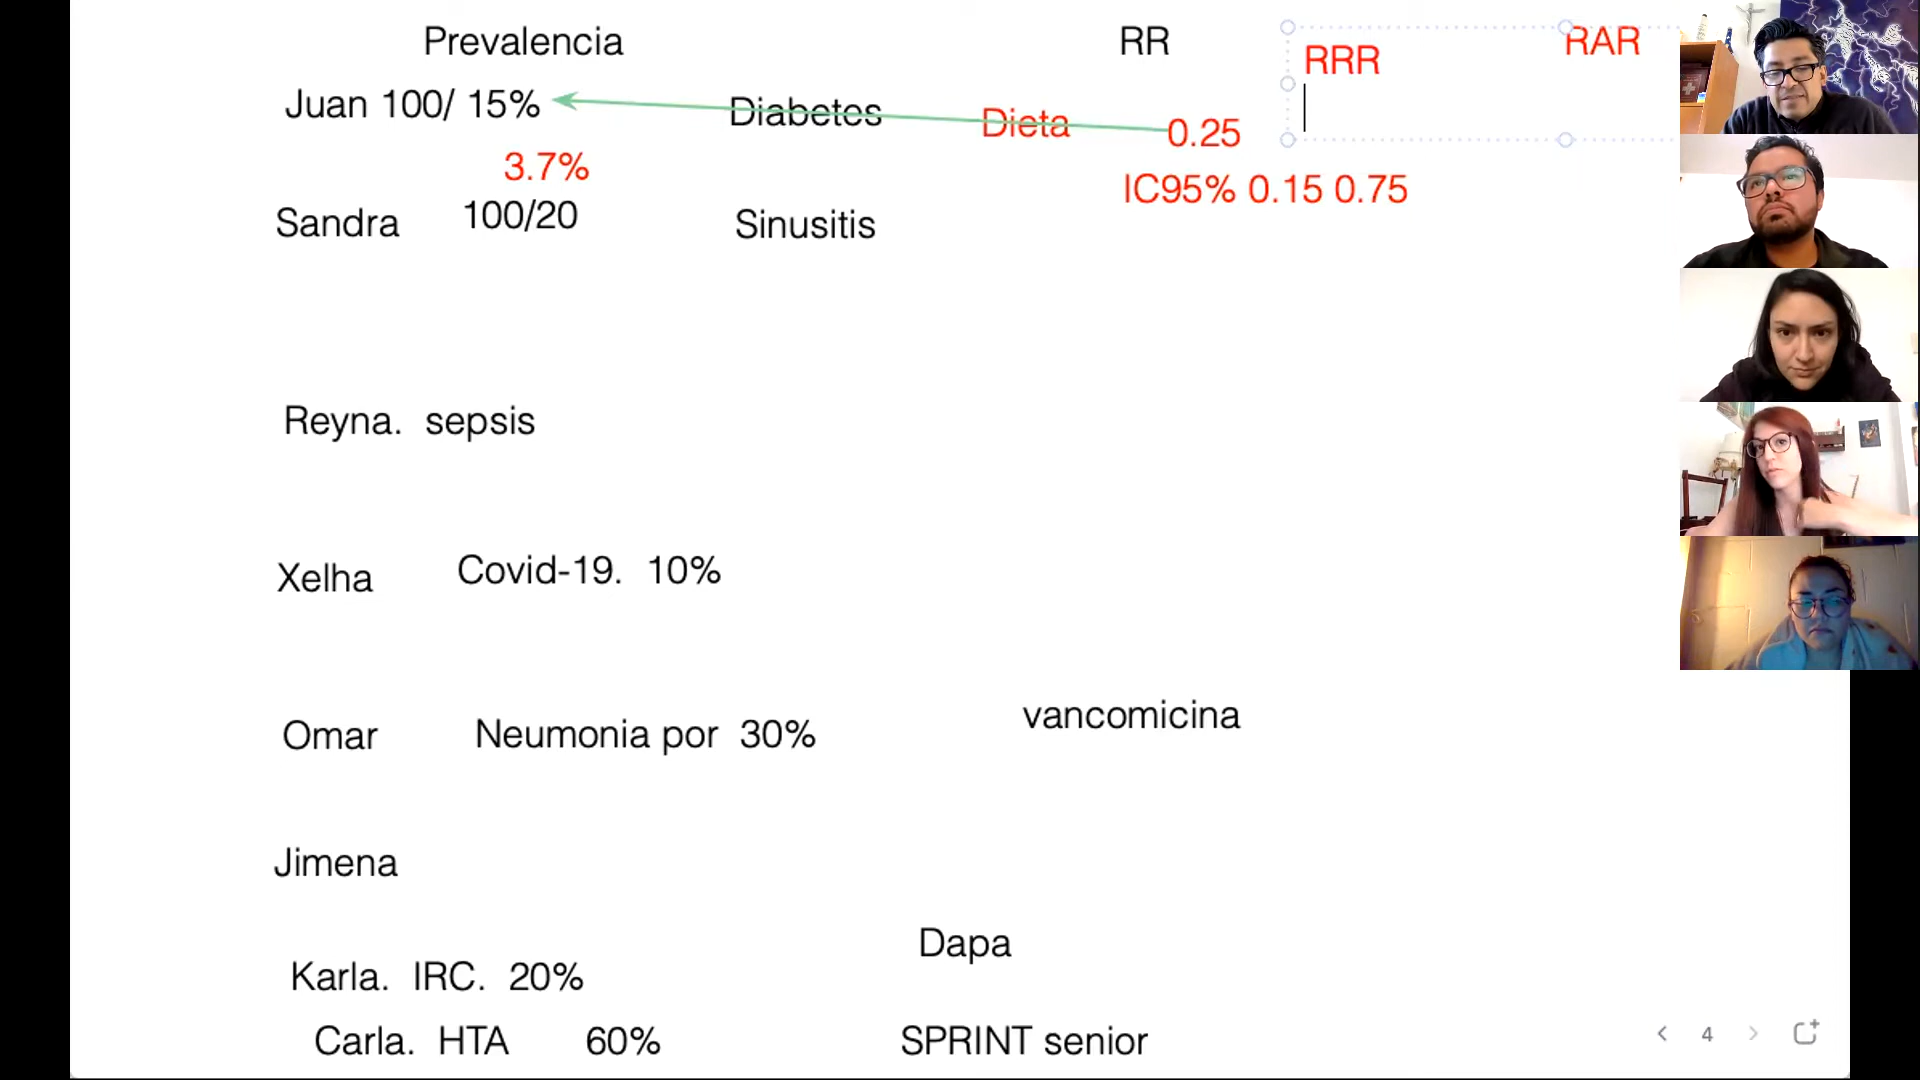 Prevalencia RR RRR RAR
Juan 100/ 15% Diabetes Dieta 0.25
3.7% IC95% 0.15 0.75
Sandra 100/20 Sinusitis
Reyna. sepsis
Xelha Covid-19. 10%
Omar Neumonia por 30% vancomicina
Jimena
Dapa
Karla. IRC. 20%
Carla. HTA 60% SPRINT senior
4